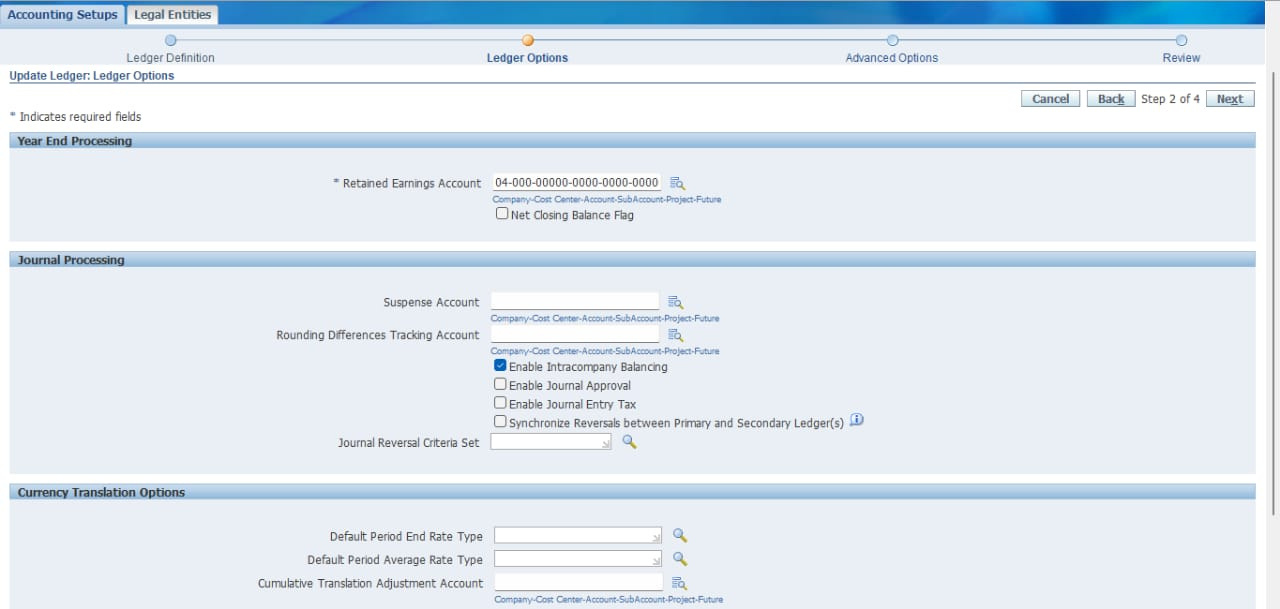 Accounting Setups Legal Entities
Ledger Definition Ledger Options Advanced Options Review
Update Ledger: Ledger Options
Cancel Back Step 2 of 4 Next
* Indicates required fields
Year End Processing
* Retained Earnings Account 04-000-00000-0000-0000-0000
Company-Cost Center-Account-SubAccount-Project-Future
Net Closing Balance Flag
Journal Processing
Suspense Account
Company-Cost Center-Account-SubAccount-Project-Future
Rounding Differences Tracking Account
Company-Cost Center-Account-SubAccount-Project-Future
Enable Intracompany Balancing
Enable Journal Approval
Enable Journal Entry Tax
Synchronize Reversals between Primary and Secondary Ledger(s)
Journal Reversal Criteria Set
Currency Translation Options
Default Period End Rate Type
Default Period Average Rate Type
Cumulative Translation Adjustment Account
Company-Cost Center-Account-SubAccount-Project-Future